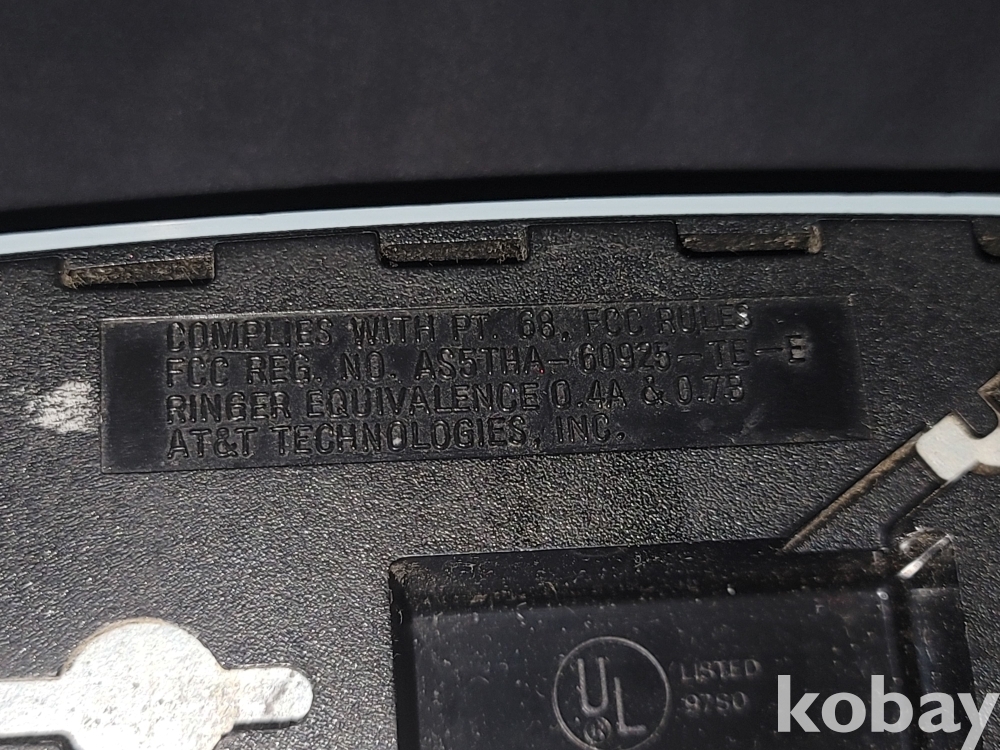 COMPLIES WITH PT. 68, FCC RULES
FCC REG. NO. AS5THA-60925-TE-E
RINGER EQUIVALENCE 0.4A & 0.7B
AT&T TECHNOLOGIES, INC.
UL
®
LISTED
97S0
kobay